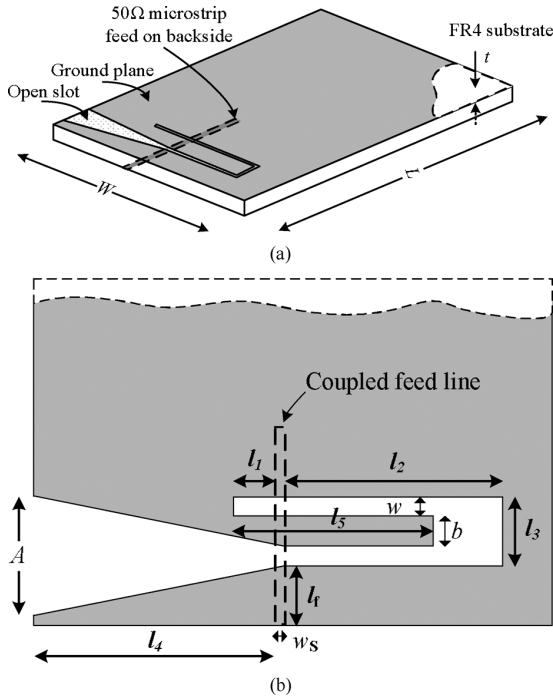 50Ω microstrip
feed on backside
FR4 substrate
t
Ground plane
Open slot
W
L
(a)
Coupled feed line
l1
l2
w
l5
b
l3
A
lf
l4
wS
(b)